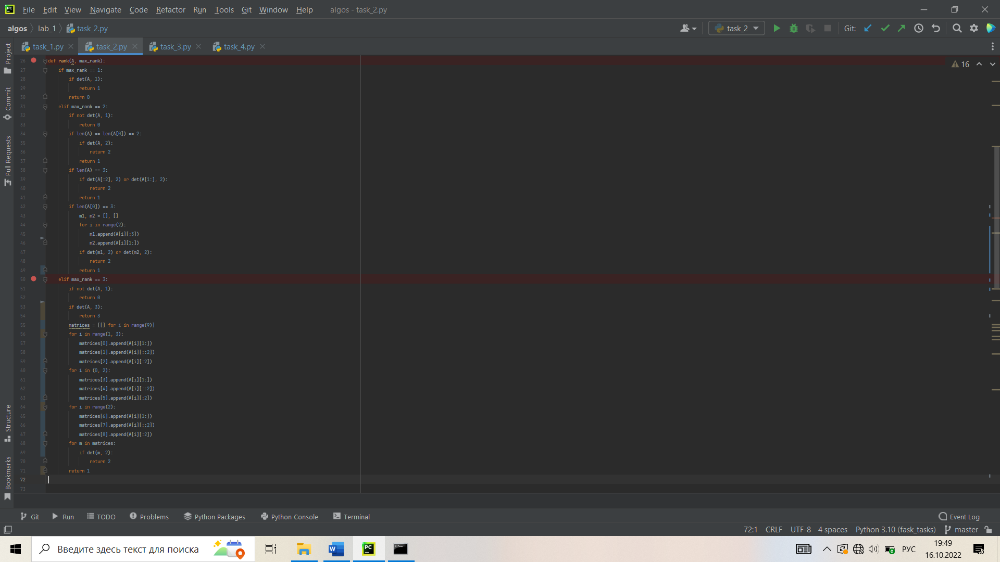 File Edit View Navigate Code Refactor Run Tools Git Window Help algos - task_2.py
algos lab_1 task_2.py task_2 Git:
task_1.py task_2.py task_3.py task_4.py
Project
Commit
Pull Requests
Structure
Bookmarks
16
26 def rank(A, max_rank):
27 if max_rank == 1:
28 if det(A, 1):
29 return 1
30 return 0
31 elif max_rank == 2:
32 if not det(A, 1):
33 return 0
34 if len(A) == len(A[0]) == 2:
35 if det(A, 2):
36 return 2
37 return 1
38 if len(A) == 3:
39 if det(A[:2], 2) or det(A[1:], 2):
40 return 2
41 return 1
42 if len(A[0]) == 3:
43 m1, m2 = [], []
44 for i in range(2):
45 m1.append(A[i][:3])
46 m2.append(A[i][1:])
47 if det(m1, 2) or det(m2, 2):
48 return 2
49 return 1
50 elif max_rank == 3:
51 if not det(A, 1):
52 return 0
53 if det(A, 3):
54 return 3
55 matrices = [[] for i in range(9)]
56 for i in range(1, 3):
57 matrices[0].append(A[i][1:])
58 matrices[1].append(A[i][::2])
59 matrices[2].append(A[i][:2])
60 for i in (0, 2):
61 matrices[3].append(A[i][1:])
62 matrices[4].append(A[i][::2])
63 matrices[5].append(A[i][:2])
64 for i in range(2):
65 matrices[6].append(A[i][1:])
66 matrices[7].append(A[i][::2])
67 matrices[8].append(A[i][:2])
68 for m in matrices:
69 if det(m, 2):
70 return 2
71 return 1
72
73
Git Run TODO Problems Python Packages Python Console Terminal Event Log
72:1 CRLF UTF-8 4 spaces Python 3.10 (fask_tasks) master
Введите здесь текст для поиска
РУС
19:49
16.10.2022